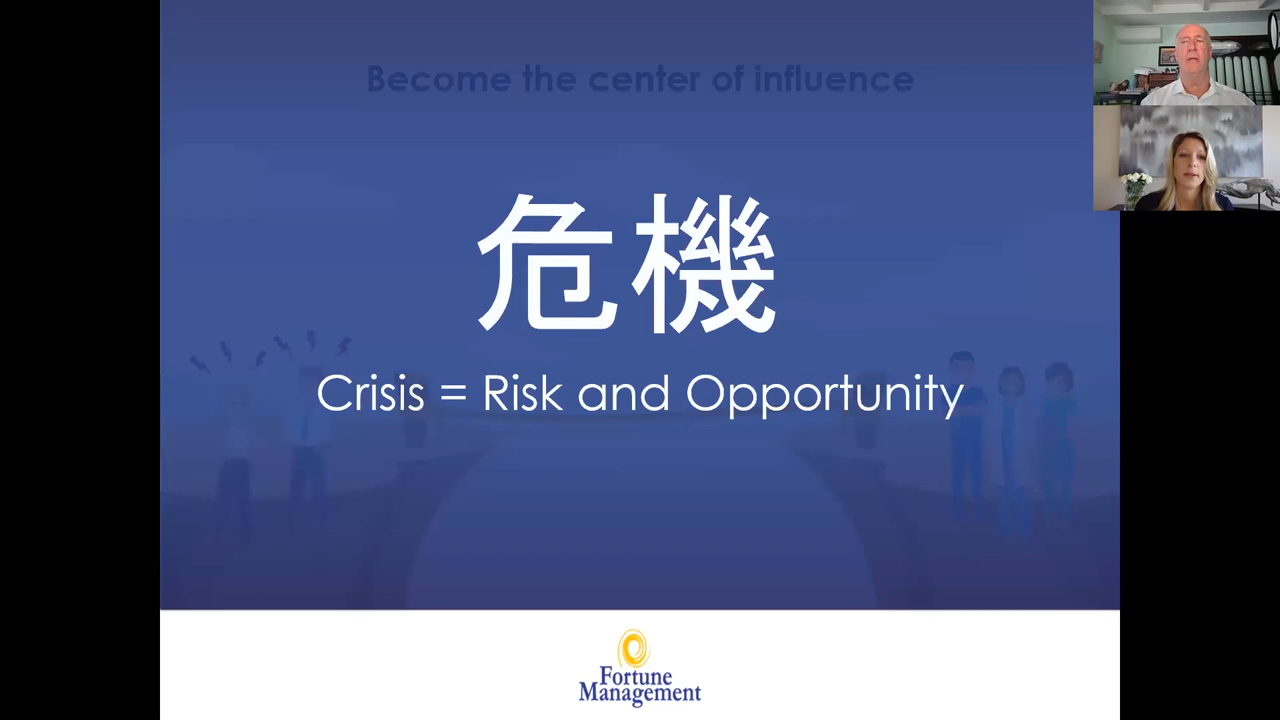 Become the center of influence
危機
Crisis = Risk and Opportunity
Fortune
Management